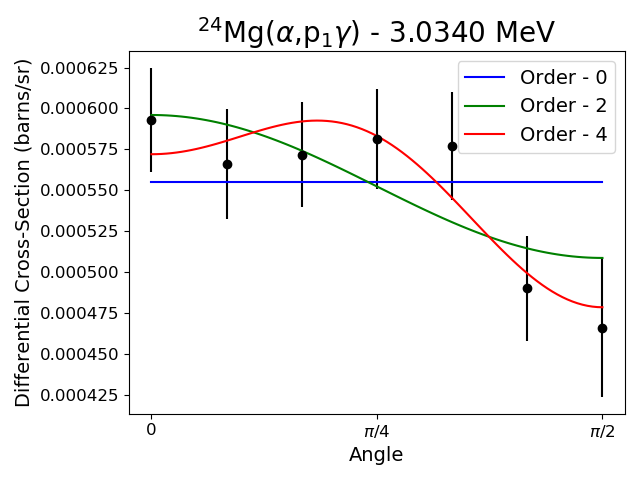 ²⁴Mg(α,p₁γ) - 3.0340 MeV
Differential Cross-Section (barns/sr)
0.000625
0.000600
0.000575
0.000550
0.000525
0.000500
0.000475
0.000450
0.000425
Order - 0
Order - 2
Order - 4
0
π/4
π/2
Angle